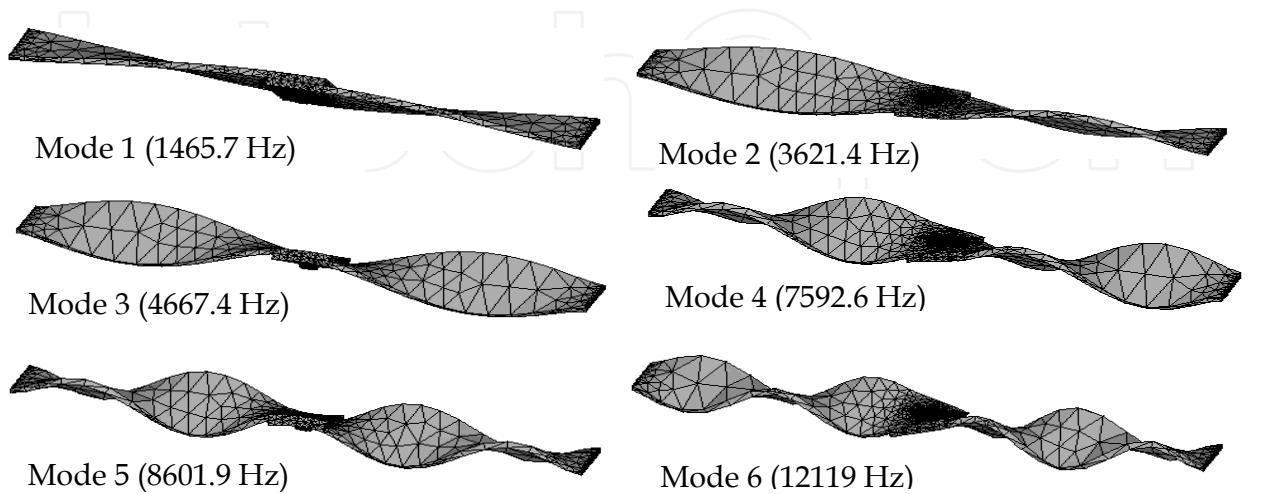 Mode 1 (1465.7 Hz)
Mode 2 (3621.4 Hz)
Mode 3 (4667.4 Hz)
Mode 4 (7592.6 Hz)
Mode 5 (8601.9 Hz)
Mode 6 (12119 Hz)